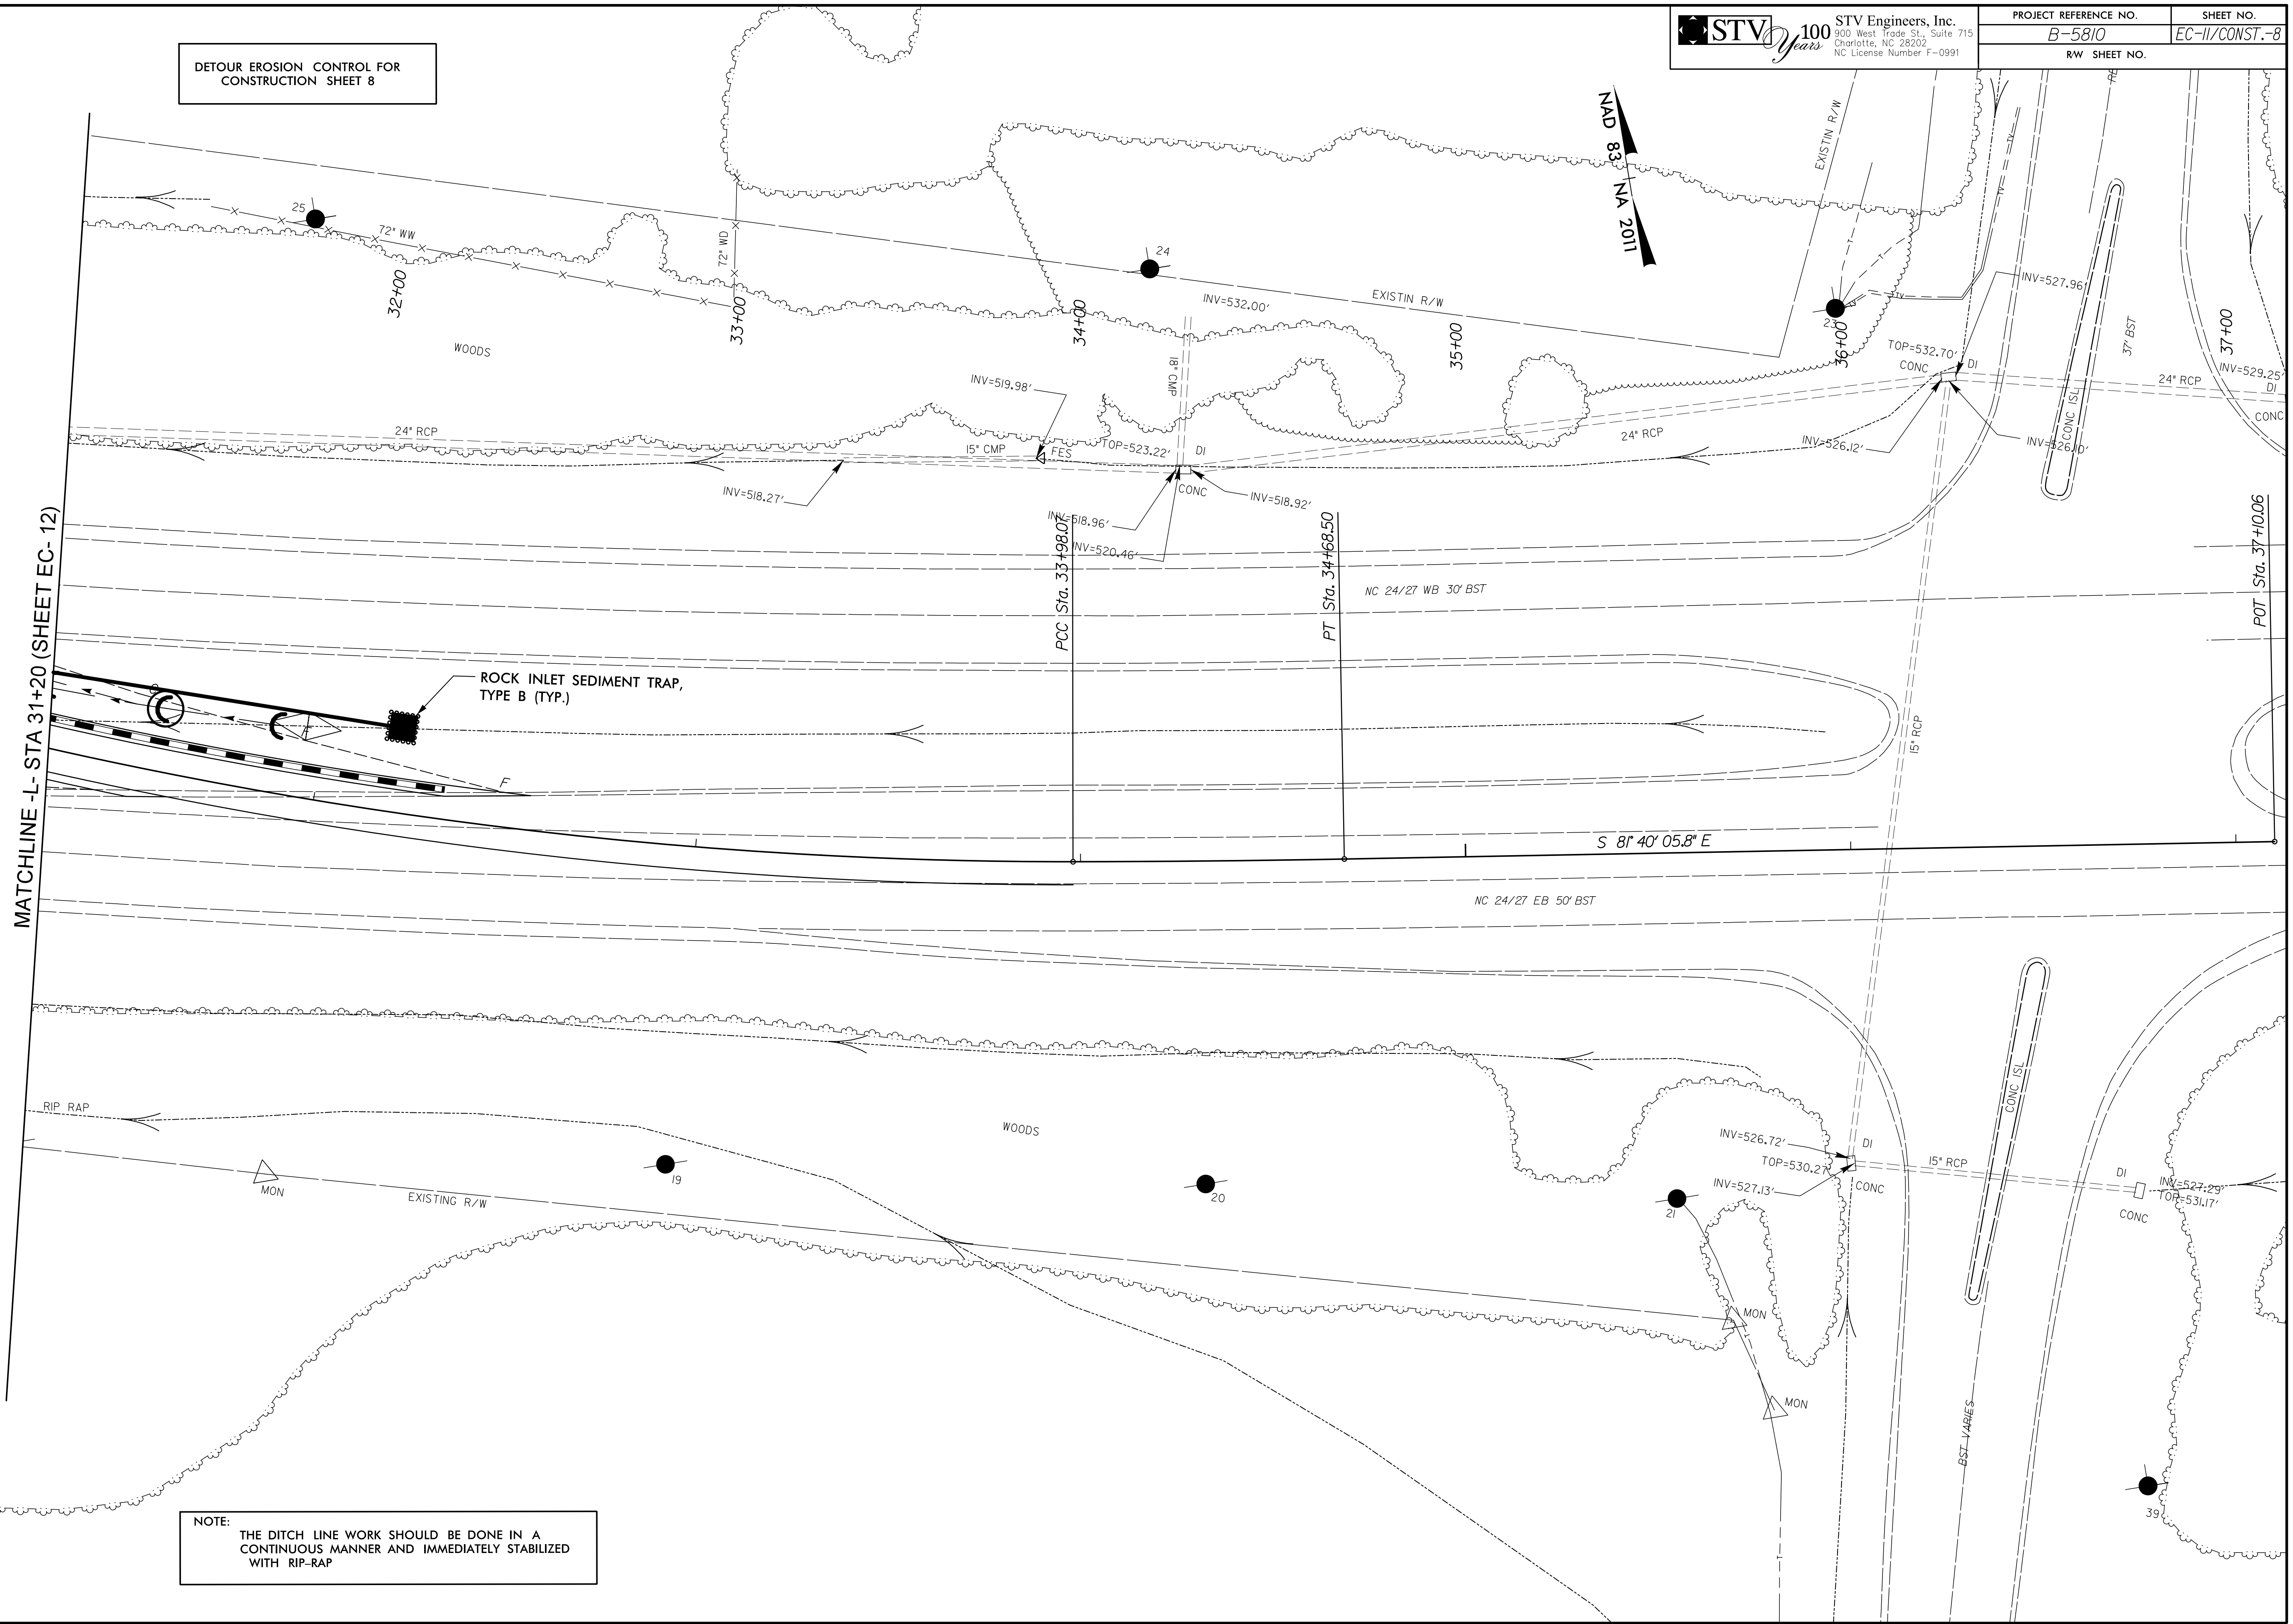 STV
100
Years
STV Engineers, Inc.
900 West Trade St., Suite 715
Charlotte, NC 28202
NC License Number F-0991
PROJECT REFERENCE NO.
SHEET NO.
B-5810
EC-11/CONST.-8
R/W SHEET NO.
DETOUR EROSION CONTROL FOR
CONSTRUCTION SHEET 8
NAD 83
NA 2011
EXISTIN R/W
TV
TV
25
72" WW
72" WD
24
INV=532.00'
EXISTIN R/W
23
T
TV
INV=527.96'
32+00
33+00
34+00
35+00
36+00
37+00
37' BST
WOODS
18" CMP
TOP=532.70'
CONC
DI
24" RCP
INV=529.25'
DI
CONC
CONC ISL
INV=519.98'
24" RCP
15" CMP
FES
TOP=523.22'
DI
24" RCP
INV=526.12'
INV=526.10'
INV=518.27'
CONC
INV=518.92'
INV=518.96'
INV=520.46'
PCC Sta. 33+98.07
PT Sta. 34+68.50
POT Sta. 37+10.06
NC 24/27 WB 30' BST
MATCHLINE -L- STA 31+20 (SHEET EC- 12)
ROCK INLET SEDIMENT TRAP,
TYPE B (TYP.)
15" RCP
F
S 81° 40' 05.8" E
NC 24/27 EB 50' BST
RIP RAP
WOODS
CONC ISL
INV=526.72'
DI
TOP=530.27'
15" RCP
INV=527.13'
CONC
DI
INV=527.29'
TOP=531.17'
CONC
MON
19
20
21
EXISTING R/W
MON
MON
T
BST VARIES
39
T
NOTE:
THE DITCH LINE WORK SHOULD BE DONE IN A
CONTINUOUS MANNER AND IMMEDIATELY STABILIZED
WITH RIP-RAP